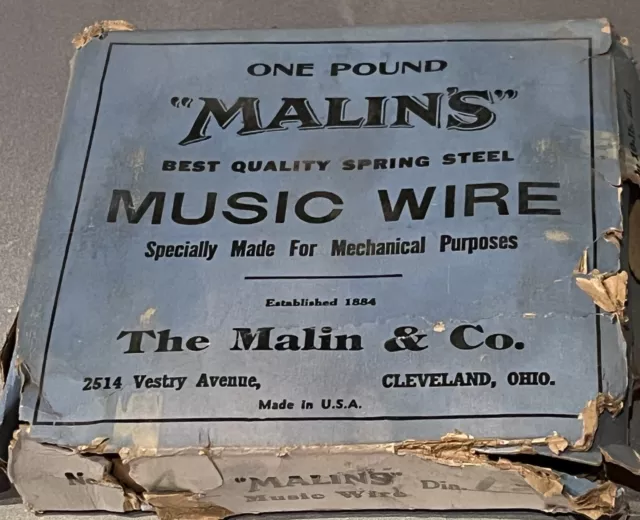 ONE POUND
"MALIN'S"
BEST QUALITY SPRING STEEL
MUSIC WIRE
Specially Made For Mechanical Purposes
Established 1884
The Malin & Co.
2514 Vestry Avenue, CLEVELAND, OHIO.
Made in U.S.A.
No. "MALIN'S" Dia.
Music Wire